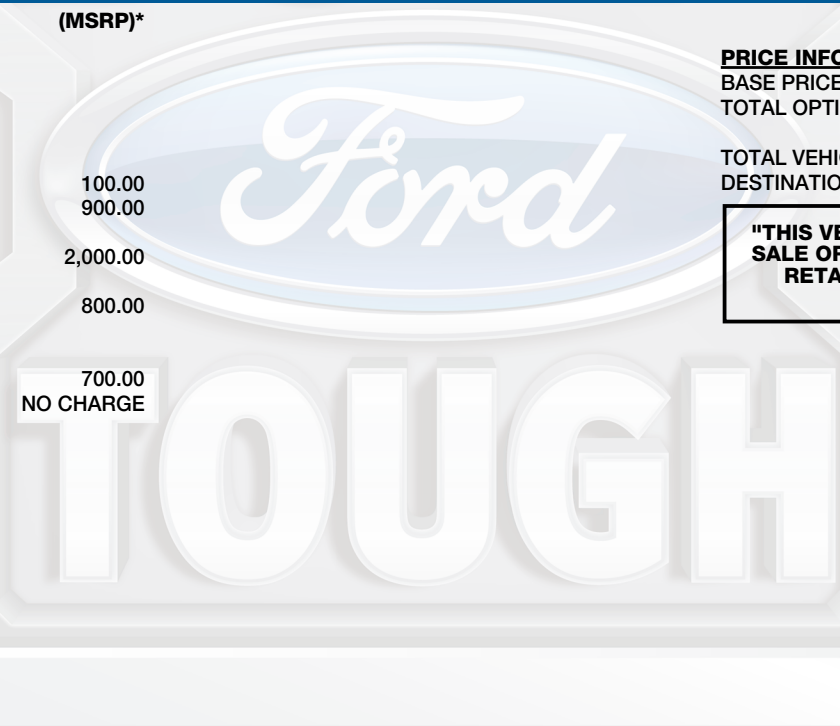 (MSRP)*
100.00
900.00
2,000.00
800.00
700.00
NO CHARGE
PRICE INFO
BASE PRICE
TOTAL OPTI
TOTAL VEHI
DESTINATIO
"THIS VE
SALE OF
RETA
Ford
TOUGH